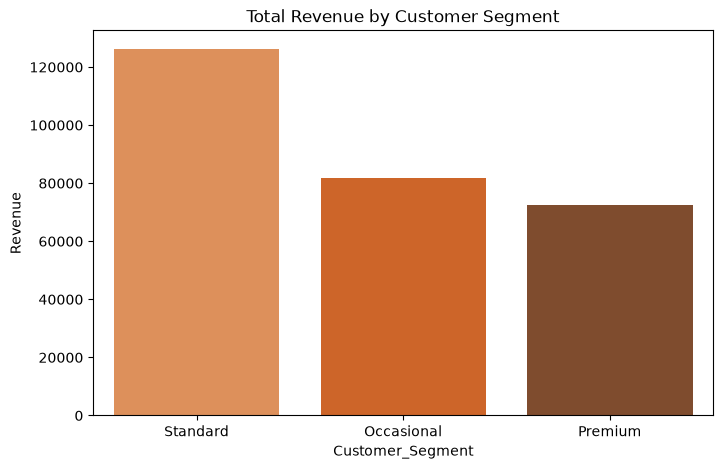 Total Revenue by Customer Segment
Revenue
120000
100000
80000
60000
40000
20000
0
Standard
Occasional
Premium
Customer_Segment